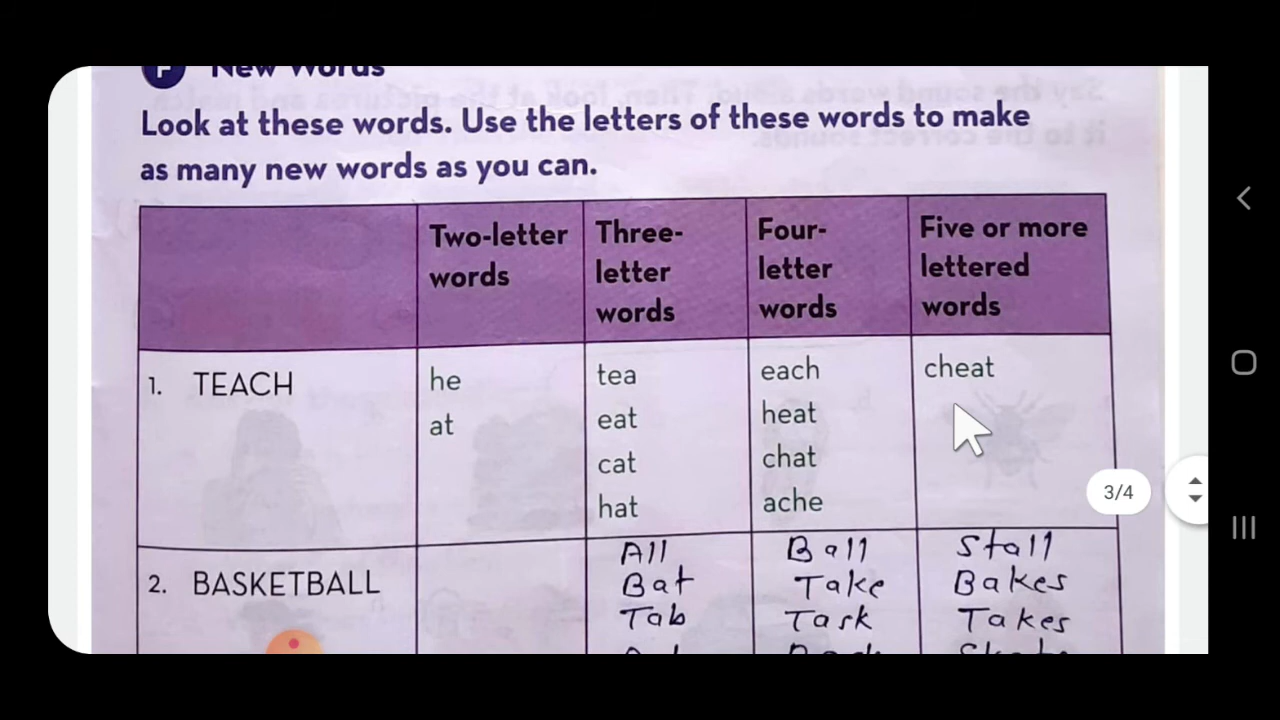 F New Words
Look at these words. Use the letters of these words to make
as many new words as you can.
Two-letter words
Three-letter words
Four-letter words
Five or more lettered words
1. TEACH
he
at
tea
eat
cat
hat
each
heat
chat
ache
cheat
2. BASKETBALL
All
Bat
Tab
Ball
Take
Task
Stall
Bakes
Takes
3/4